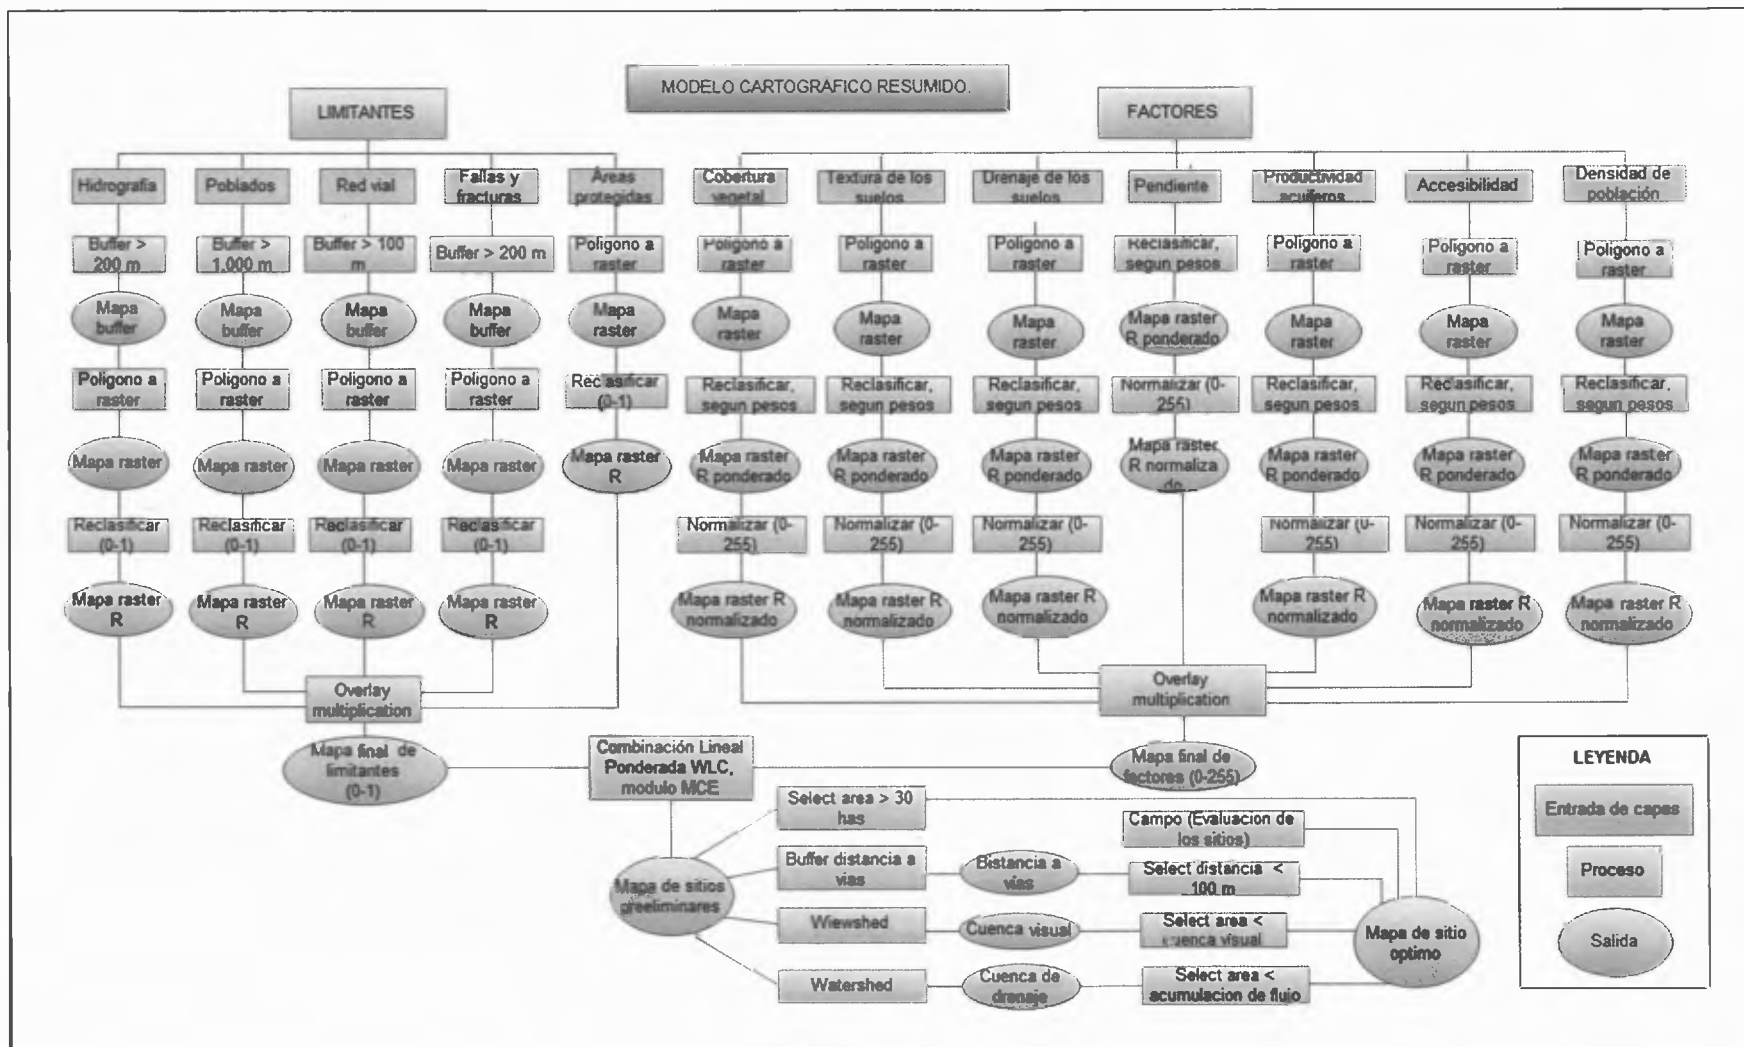 MODELO CARTOGRÁFICO RESUMIDO.
LIMITANTES
FACTORES
Hidrografía
Poblados
Red vial
Fallas y
fracturas
Áreas
protegidas
Cobertura
vegetal
Textura de los
suelos
Drenaje de los
suelos
Pendiente
Productividad
acuíferos
Accesibilidad
Densidad de
población
Buffer >
200 m
Buffer >
1,000 m
Buffer > 100
m
Buffer > 200 m
Poligono a
raster
Poligono a
raster
Poligono a
raster
Poligono a
raster
Reclasificar,
segun pesos
Poligono a
raster
Poligono a
raster
Poligono a
raster
Mapa
buffer
Mapa
buffer
Mapa
buffer
Mapa
buffer
Mapa
raster
Mapa
raster
Mapa
raster
Mapa
raster
Mapa raster
R ponderado
Mapa
raster
Mapa
raster
Mapa
raster
Poligono a
raster
Poligono a
raster
Poligono a
raster
Poligono a
raster
Reclasificar
(0-1)
Reclasificar,
segun pesos
Reclasificar,
segun pesos
Reclasificar,
segun pesos
Normalizar (0-
255)
Reclasificar,
segun pesos
Reclasificar,
segun pesos
Reclasificar,
segun pesos
Mapa raster
Mapa raster
Mapa raster
Mapa raster
Mapa raster
R
Mapa raster
R ponderado
Mapa raster
R ponderado
Mapa raster
R ponderado
Mapa raster
R normaliza
do
Mapa raster
R ponderado
Mapa raster
R ponderado
Mapa raster
R ponderado
Reclasificar
(0-1)
Reclasificar
(0-1)
Reclasificar
(0-1)
Reclasificar
(0-1)
Normalizar (0-
255)
Normalizar (0-
255)
Normalizar (0-
255)
Normalizar (0-
255)
Normalizar (0-
255)
Normalizar (0-
255)
Mapa raster
R
Mapa raster
R
Mapa raster
R
Mapa raster
R
Mapa raster R
normalizado
Mapa raster R
normalizado
Mapa raster R
normalizado
Mapa raster R
normalizado
Mapa raster R
normalizado
Mapa raster R
normalizado
Overlay
multiplication
Overlay
multiplication
Mapa final de
limitantes
(0-1)
Combinación Lineal
Ponderada WLC,
modulo MCE
Mapa final de
factores (0-255)
Select area > 30
has
Campo (Evaluacion de
los sitios)
Buffer distancia a
vias
Bistancia a
vias
Select distancia <
100 m
Mapa de sitios
preeliminares
Wiewshed
Cuenca visual
Select area <
cuenca visual
Mapa de sitio
optimo
Watershed
Cuenca de
drenaje
Select area <
acumulacion de flujo
LEYENDA
Entrada de capas
Proceso
Salida